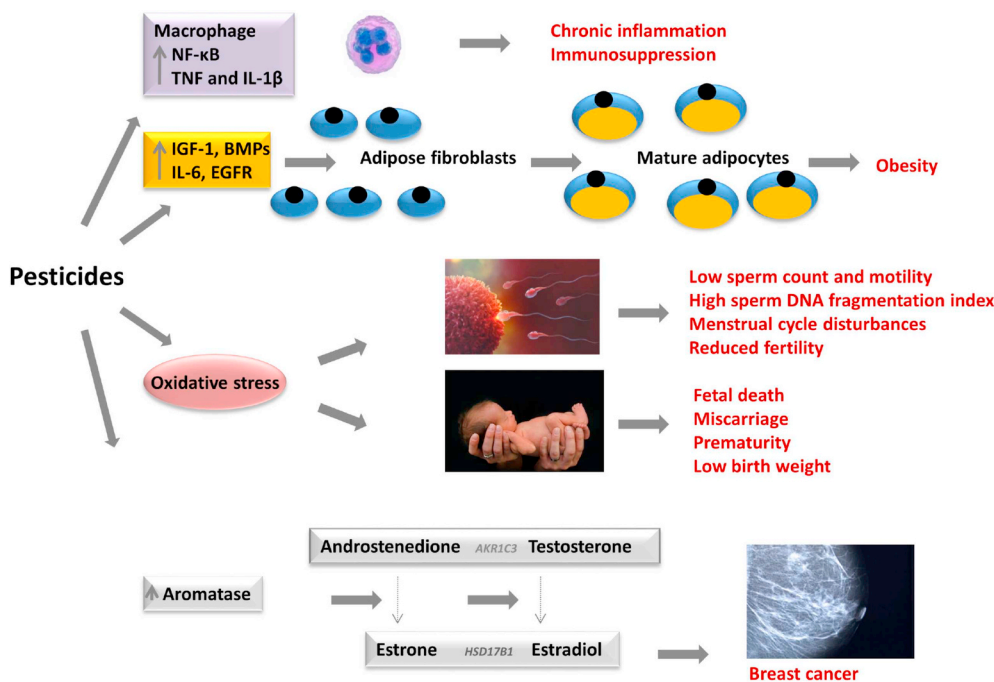 Macrophage
NF-κB
TNF and IL-1β
Chronic inflammation
Immunosuppression
IGF-1, BMPs
IL-6, EGFR
Adipose fibroblasts
Mature adipocytes
Obesity
Pesticides
Low sperm count and motility
High sperm DNA fragmentation index
Menstrual cycle disturbances
Reduced fertility
Oxidative stress
Fetal death
Miscarriage
Prematurity
Low birth weight
Androstenedione AKR1C3 Testosterone
Aromatase
Estrone HSD17B1 Estradiol
Breast cancer